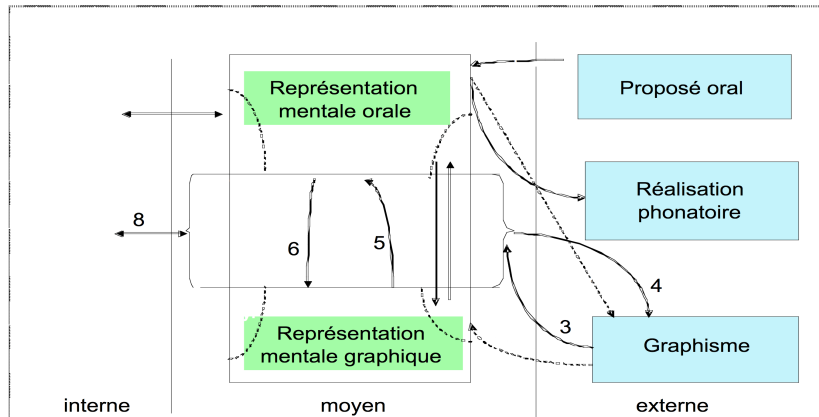 Représentation
mentale orale
Proposé oral
Réalisation
phonatoire
8
6
5
4
3
Représentation
mentale graphique
Graphisme
interne
moyen
externe